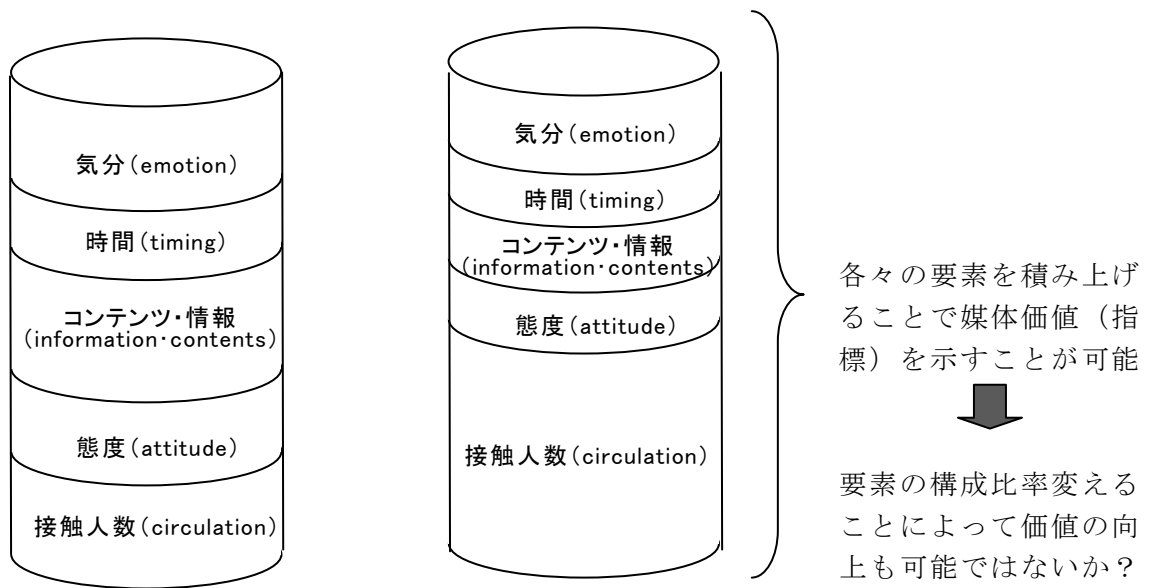 気分(emotion)
時間(timing)
コンテンツ・情報
(information・contents)
態度(attitude)
接触人数(circulation)
気分(emotion)
時間(timing)
コンテンツ・情報
(information・contents)
態度(attitude)
接触人数(circulation)
各々の要素を積み上げ
ることで媒体価値（指
標）を示すことが可能
要素の構成比率変える
ことによって価値の向
上も可能ではないか？